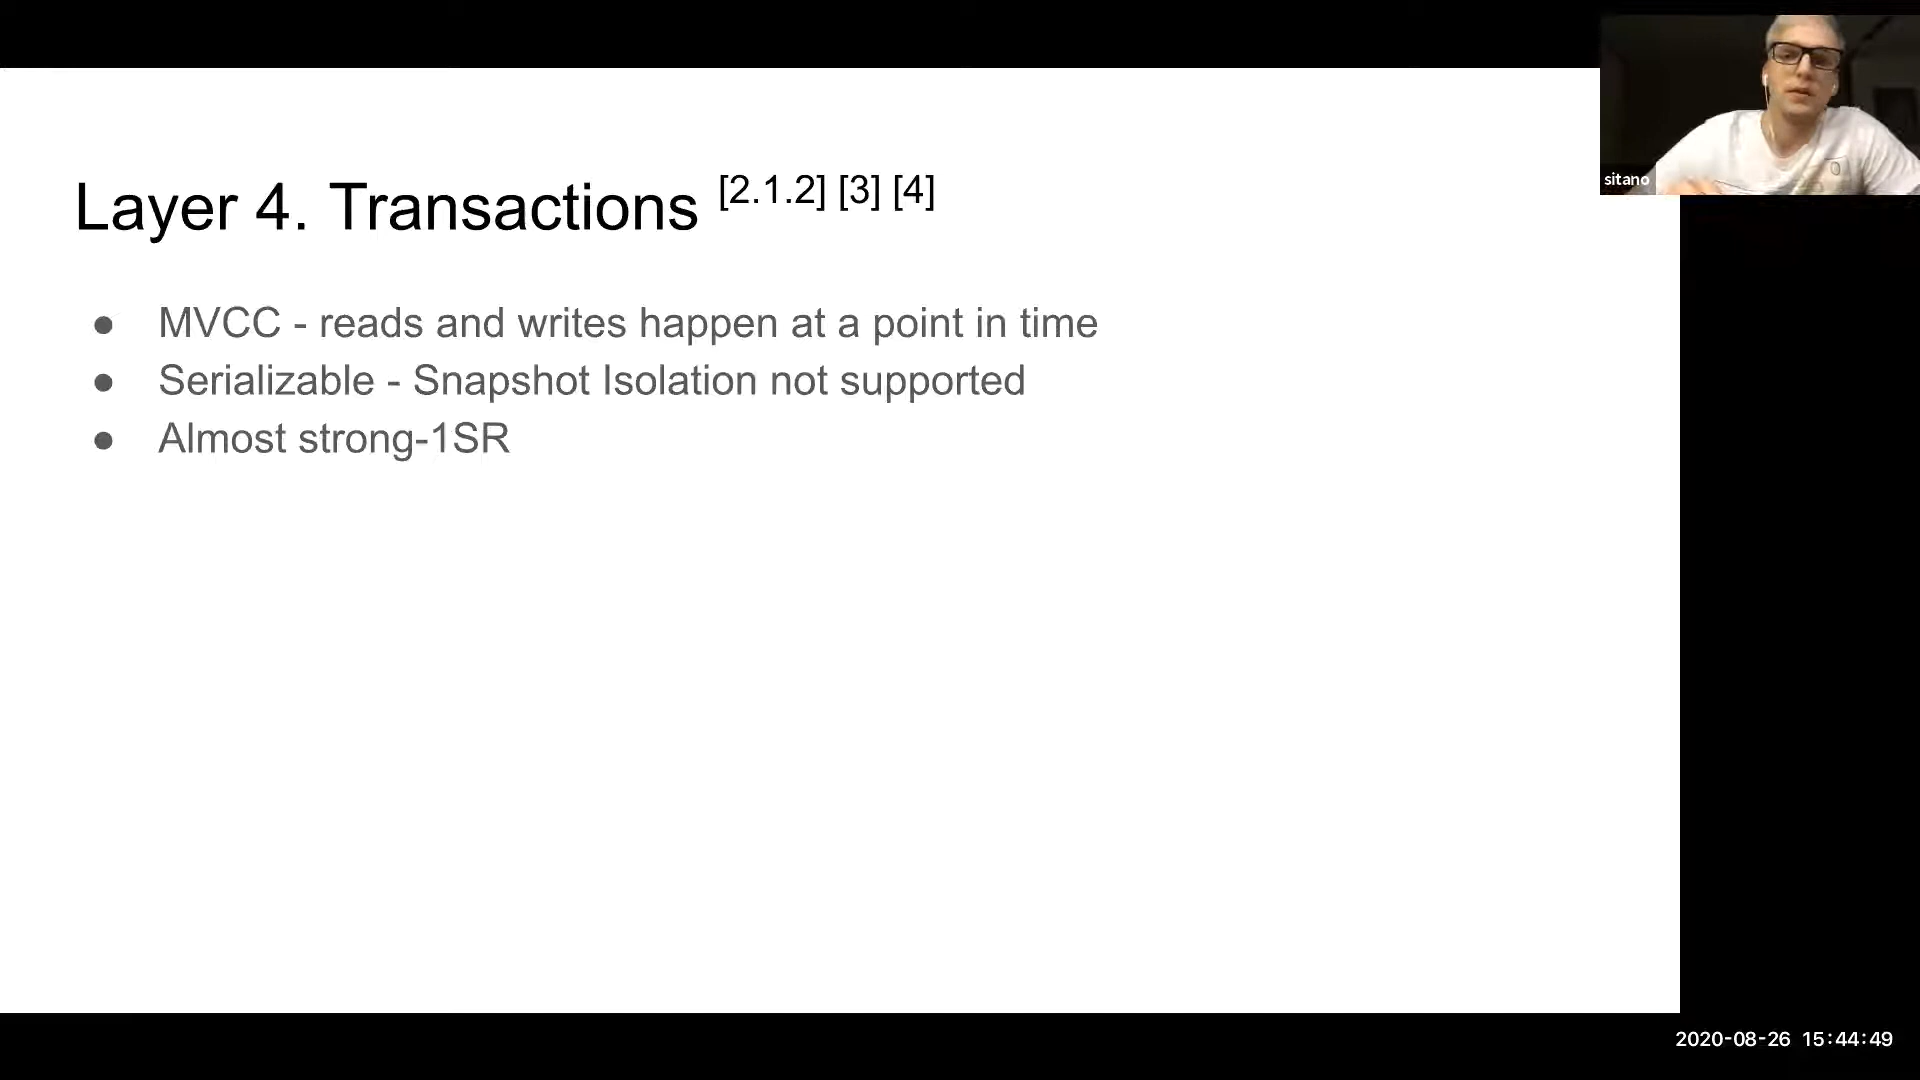 sitano
Layer 4. Transactions [2.1.2] [3] [4]
● MVCC - reads and writes happen at a point in time
● Serializable - Snapshot Isolation not supported
● Almost strong-1SR
2020-08-26 15:44:49